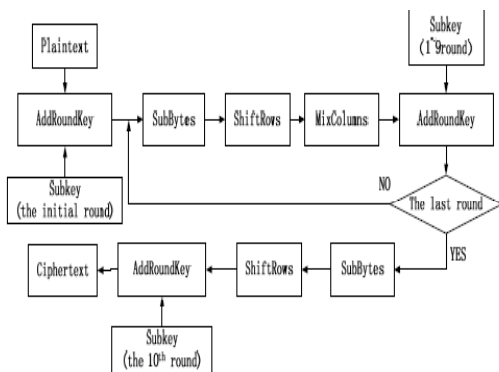 Subkey
(1~9round)
Plaintext
AddRoundKey
SubBytes
ShiftRows
MixColumns
AddRoundKey
Subkey
(the initial round)
NO
The last round
YES
Ciphertext
AddRoundKey
ShiftRows
SubBytes
Subkey
(the 10th round)